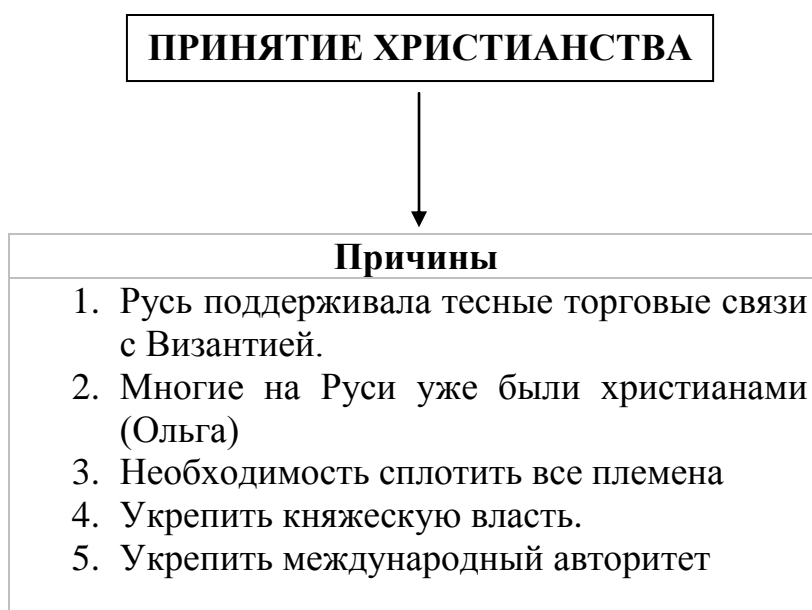 ПРИНЯТИЕ ХРИСТИАНСТВА
Причины
1. Русь поддерживала тесные торговые связи
с Византией.
2. Многие на Руси уже были христианами
(Ольга)
3. Необходимость сплотить все племена
4. Укрепить княжескую власть.
5. Укрепить международный авторитет